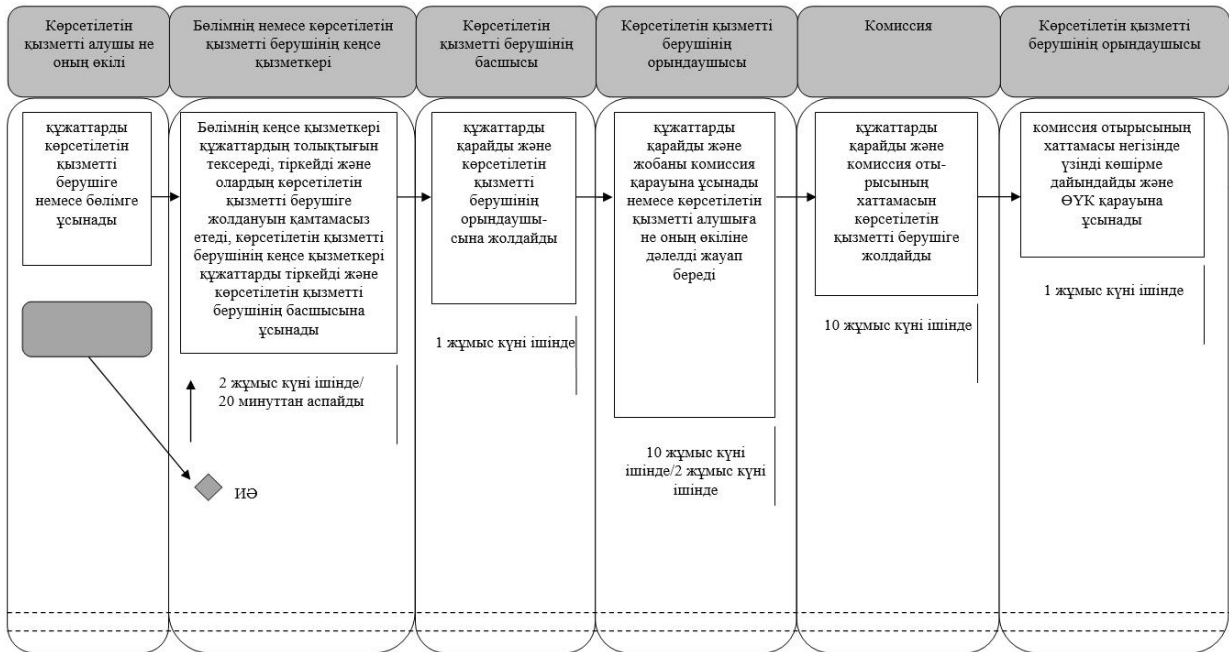 Көрсетілетін
қызметті алушы не
оның өкілі
Бөлімнің немесе көрсетілетін
қызметті берушінің кеңсе
қызметкері
Көрсетілетін
қызметті берушінің
басшысы
Көрсетілетін қызметті
берушінің
орындаушысы
Комиссия
Көрсетілетін қызметті
берушінің орындаушысы
құжаттарды
көрсетілетін
қызметті
берушіге
немесе бөлімге
ұсынады
Бөлімнің кеңсе қызметкері
құжаттардың толықтығын
тексереді, тіркейді және
олардың көрсетілетін
қызметті берушіге
жолдануын қамтамасыз
етеді, көрсетілетін қызметті
берушінің кеңсе қызметкері
құжаттарды тіркейді және
көрсетілетін қызметті
берушінің басшысына
ұсынады
2 жұмыс күні ішінде/
20 минуттан аспайды
ИӘ
құжаттарды
қарайды және
көрсетілетін
қызметті
берушінің
орындаушы-
сына жолдайды
1 жұмыс күні ішінде
құжаттарды
қарайды және
жобаны комиссия
қарауына ұсынады
немесе көрсетілетін
қызметті алушыға
не оның өкіліне
дәлелді жауап
береді
10 жұмыс күні
ішінде/2 жұмыс күні
ішінде
құжаттарды
қарайды және
комиссия оты-
рысының
хаттамасын
көрсетілетін
қызметті берушіге
жолдайды
10 жұмыс күні ішінде
комиссия отырысының
хаттамасы негізінде
үзінді көшірме
дайындайды және
ӨҮК қарауына
ұсынады
1 жұмыс күні ішінде